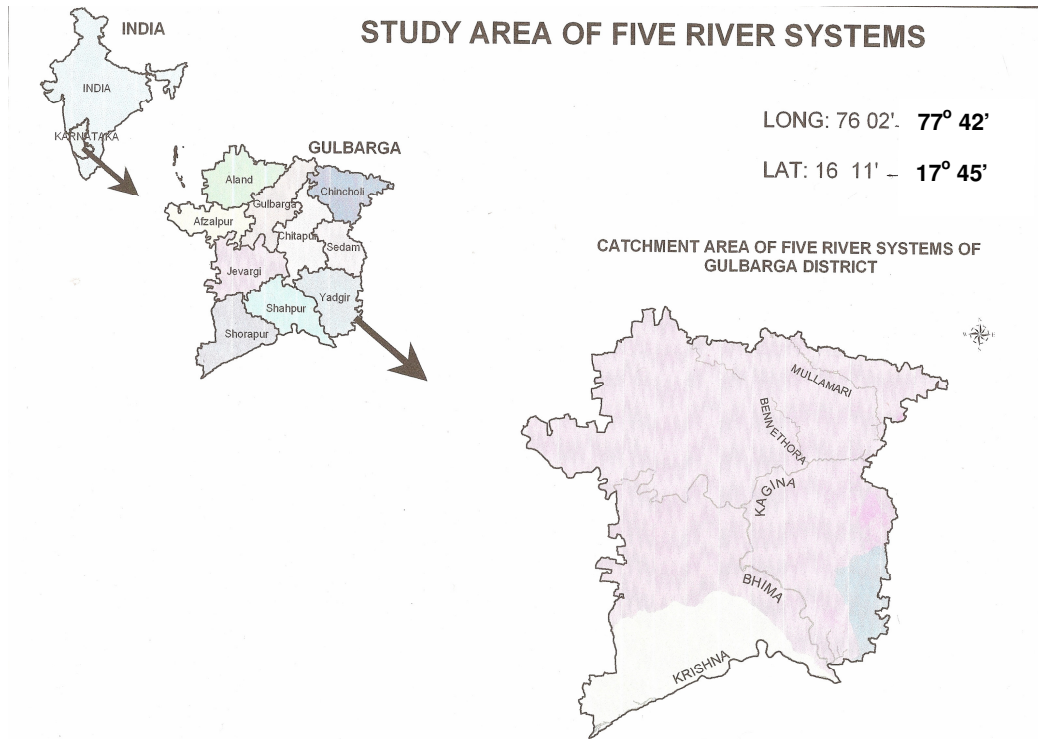 STUDY AREA OF FIVE RIVER SYSTEMS
INDIA
INDIA
KARNATAKA
LONG: 76 02'- 77° 42'
LAT: 16 11' – 17° 45'
GULBARGA
Aland
Chincholi
Gulbarga
Afzalpur
Chitapur
Sedam
Jevargi
Yadgir
Shahpur
Shorapur
CATCHMENT AREA OF FIVE RIVER SYSTEMS OF
GULBARGA DISTRICT
MULLAMARI
BENNETHORA
KAGINA
BHIMA
KRISHNA